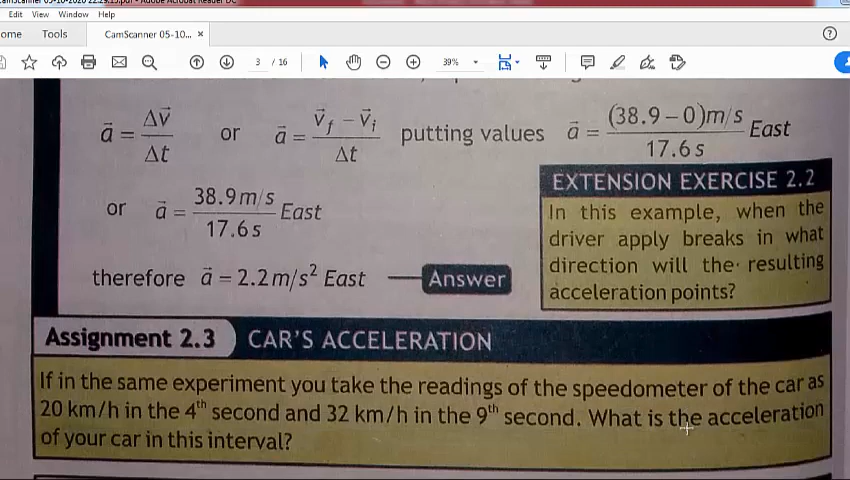 Edit View Window Help
ome Tools CamScanner 05-10... ×
3 / 16 39%
a⃗ = Δv⃗/Δt or a⃗ = (v⃗f − v⃗i)/Δt putting values a⃗ = (38.9 – 0)m/s / 17.6 s East
or a⃗ = 38.9 m/s / 17.6 s East
therefore a⃗ = 2.2 m/s² East Answer
EXTENSION EXERCISE 2.2
In this example, when the
driver apply breaks in what
direction will the resulting
acceleration points?
Assignment 2.3 CAR'S ACCELERATION
If in the same experiment you take the readings of the speedometer of the car as
20 km/h in the 4th second and 32 km/h in the 9th second. What is the acceleration
of your car in this interval?